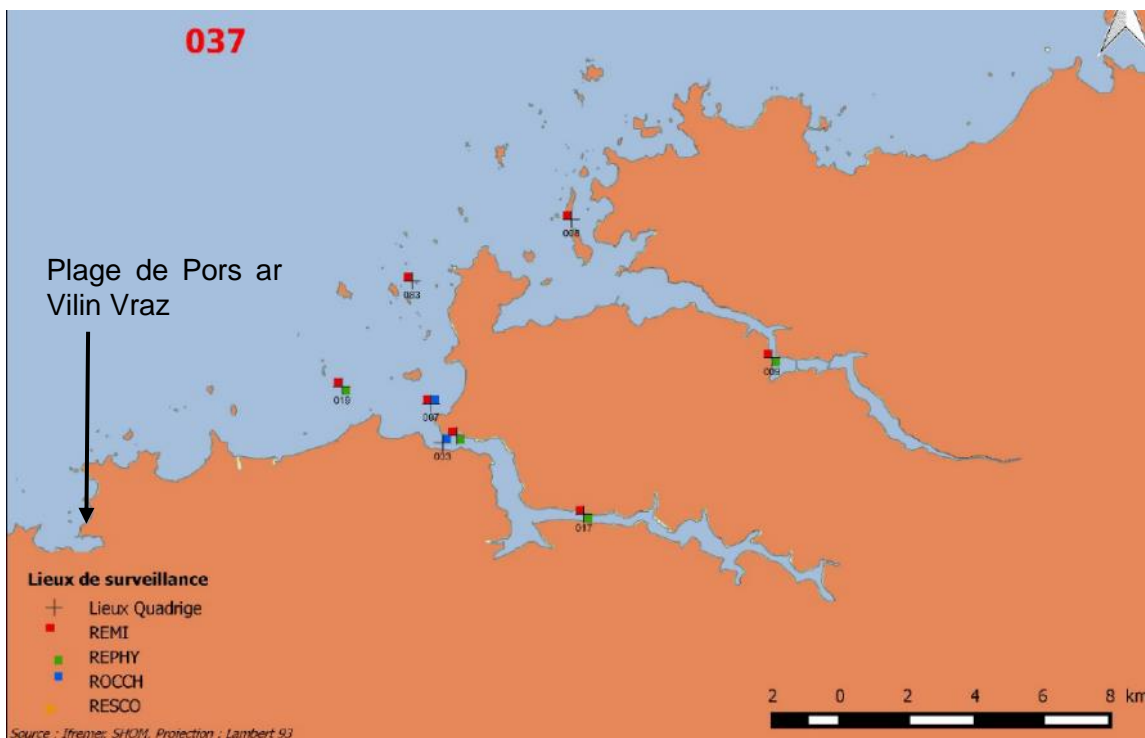 037
Plage de Pors ar
Vilin Vraz
008
083
009
019
007
003
017
Lieux de surveillance
Lieux Quadrige
REMI
REPHY
ROCCH
RESCO
2 0 2 4 6 8 km
Source : Ifremer, SHOM. Projection : Lambert 93